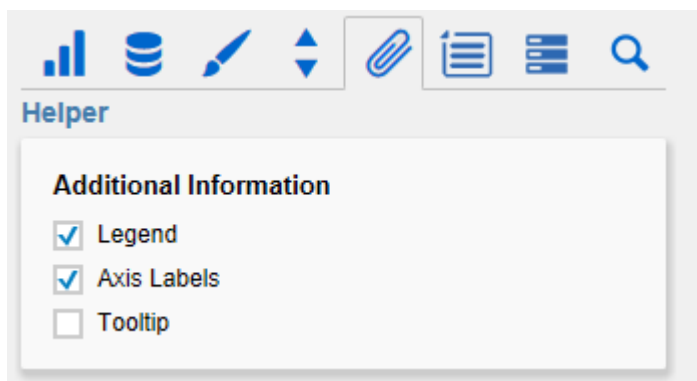 Helper
Additional Information
Legend
Axis Labels
Tooltip